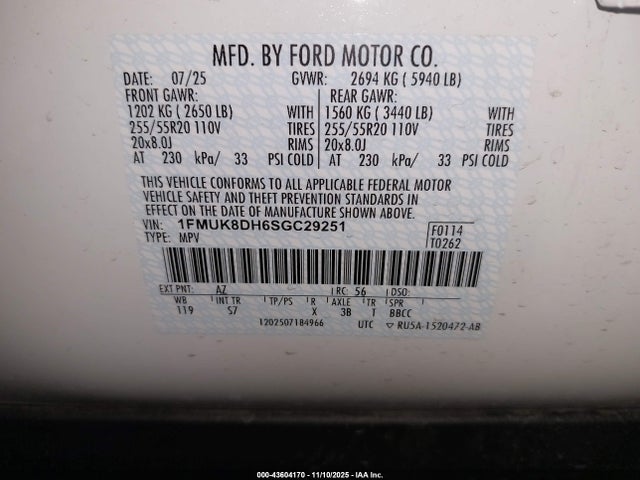 MFD. BY FORD MOTOR CO.
DATE: 07/25 GVWR: 2694 KG ( 5940 LB)
FRONT GAWR: REAR GAWR:
1202 KG ( 2650 LB) WITH 1560 KG ( 3440 LB) WITH
255/55R20 110V TIRES 255/55R20 110V TIRES
20x8.0J RIMS 20x8.0J RIMS
AT 230 kPa/ 33 PSI COLD AT 230 kPa/ 33 PSI COLD
THIS VEHICLE CONFORMS TO ALL APPLICABLE FEDERAL MOTOR
VEHICLE SAFETY AND THEFT PREVENTION STANDARDS IN
EFFECT ON THE DATE OF MANUFACTURE SHOWN ABOVE.
VIN: 1FMUK8DH6SGC29251 F0114
TYPE: MPV T0262
EXT PNT: AZ RC: 56 DSO:
WB INT TR TP/PS R AXLE TR SPR
119 S7 X 3B T BBCC
1202507184966 UTC ▽ RU5A-1520472-AB
000-43604170 — 11/10/2025 — IAA Inc.